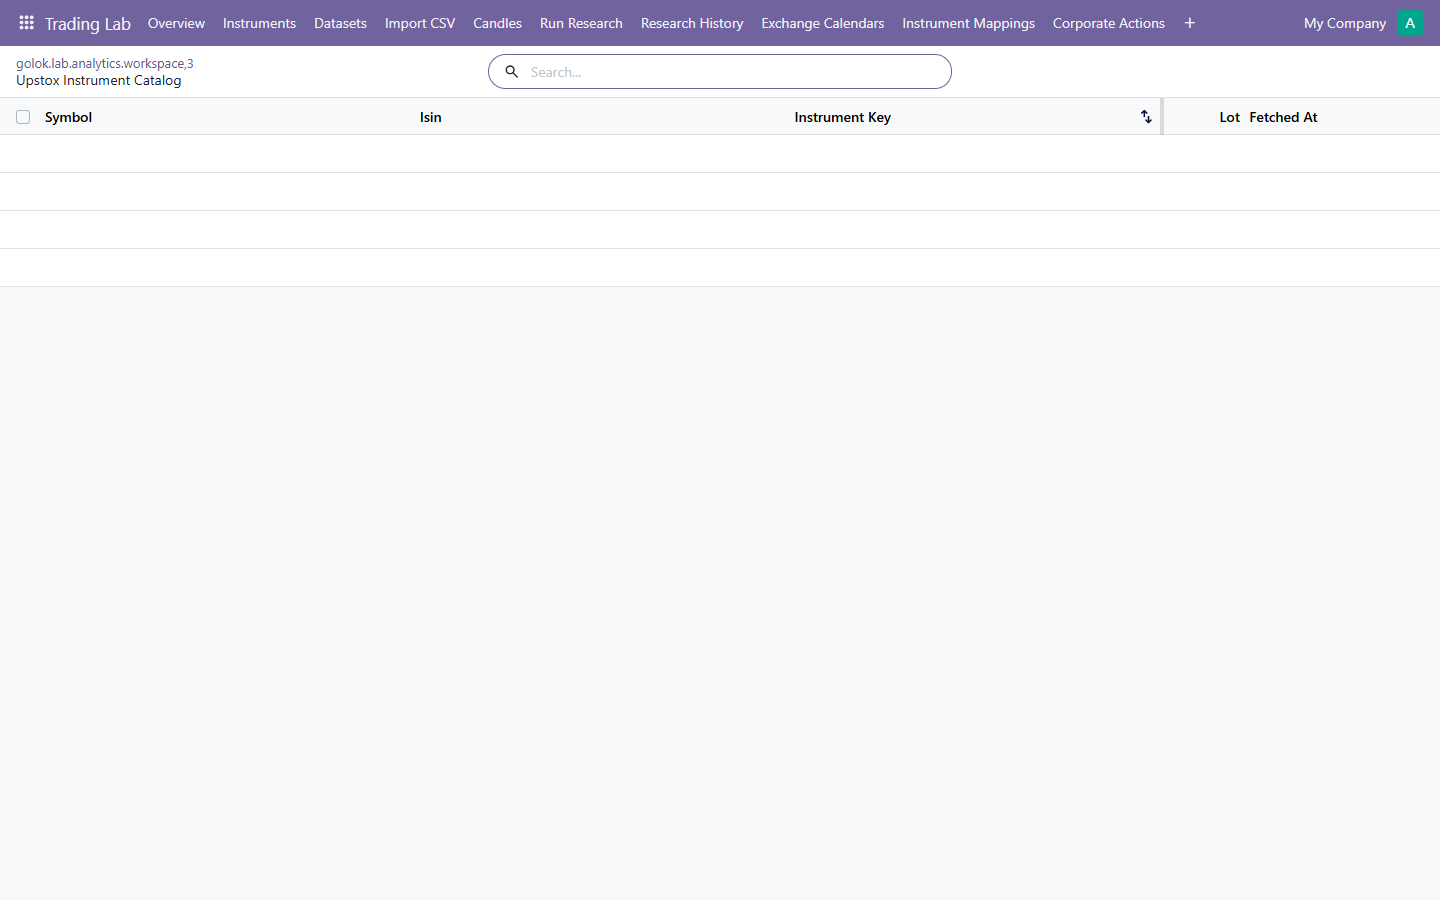 Trading Lab Overview Instruments Datasets Import CSV Candles Run Research Research History Exchange Calendars Instrument Mappings Corporate Actions + My Company A
golok.lab.analytics.workspace,3
Upstox Instrument Catalog
Search...
Symbol Isin Instrument Key Lot Fetched At